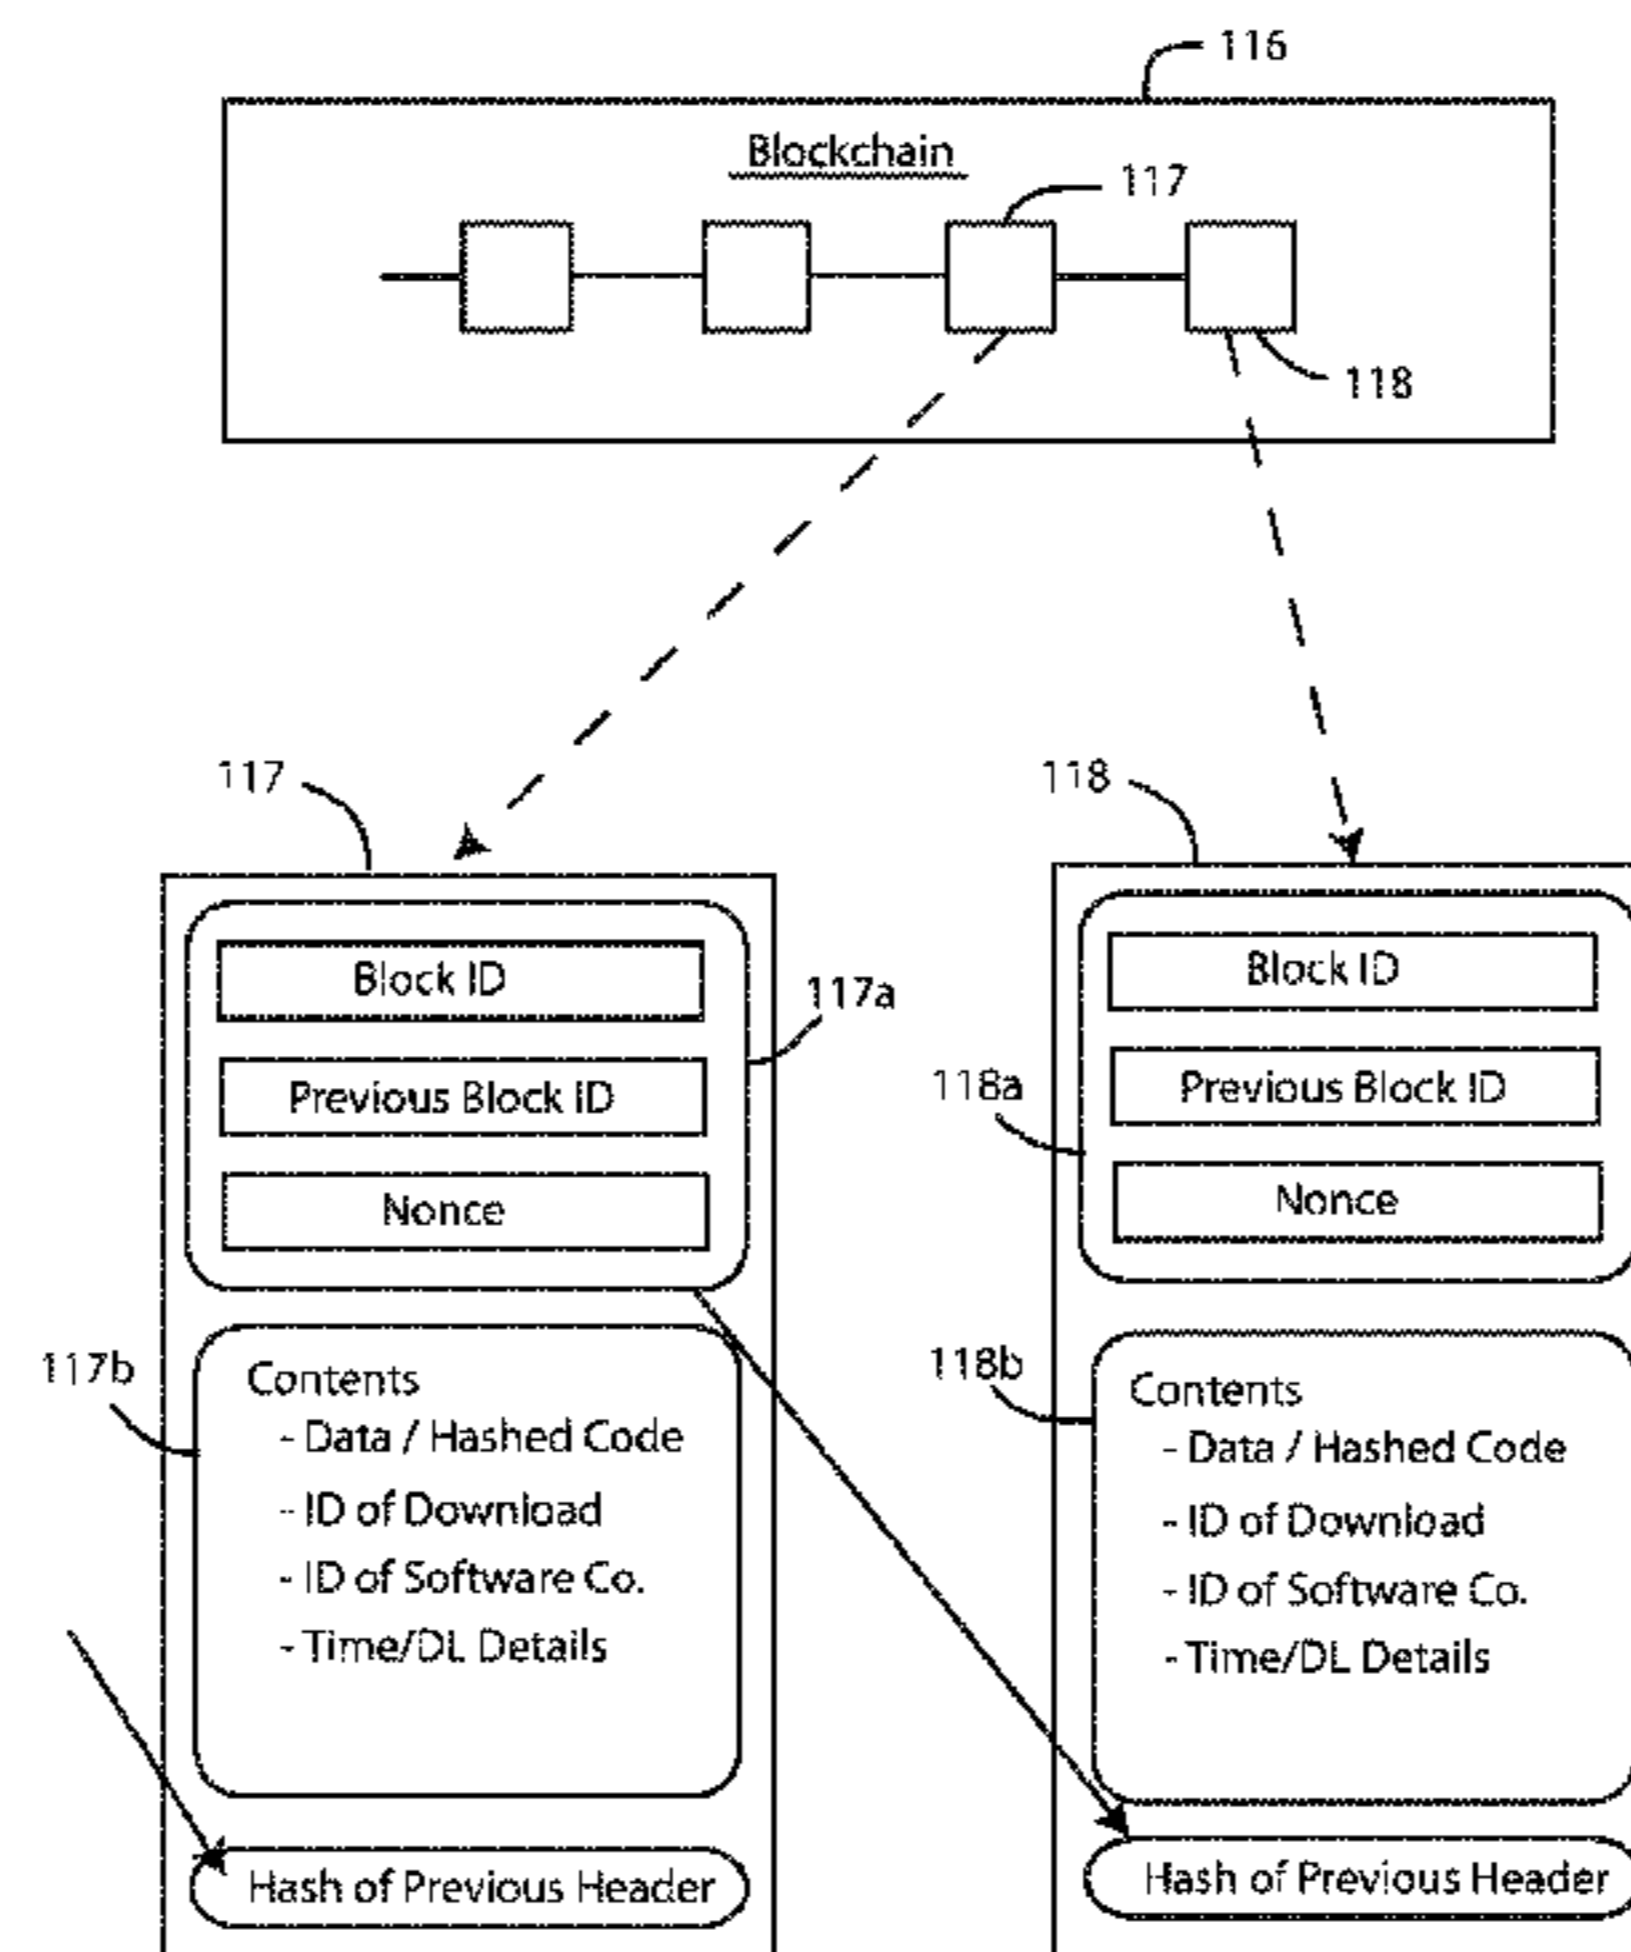 116
Blockchain
117
118
117
118
Block ID
Previous Block ID
Nonce
117a
117b
Contents
- Data / Hashed Code
- ID of Download
- ID of Software Co.
- Time/DL Details
Hash of Previous Header
Block ID
Previous Block ID
Nonce
118a
118b
Contents
- Data / Hashed Code
- ID of Download
- ID of Software Co.
- Time/DL Details
Hash of Previous Header